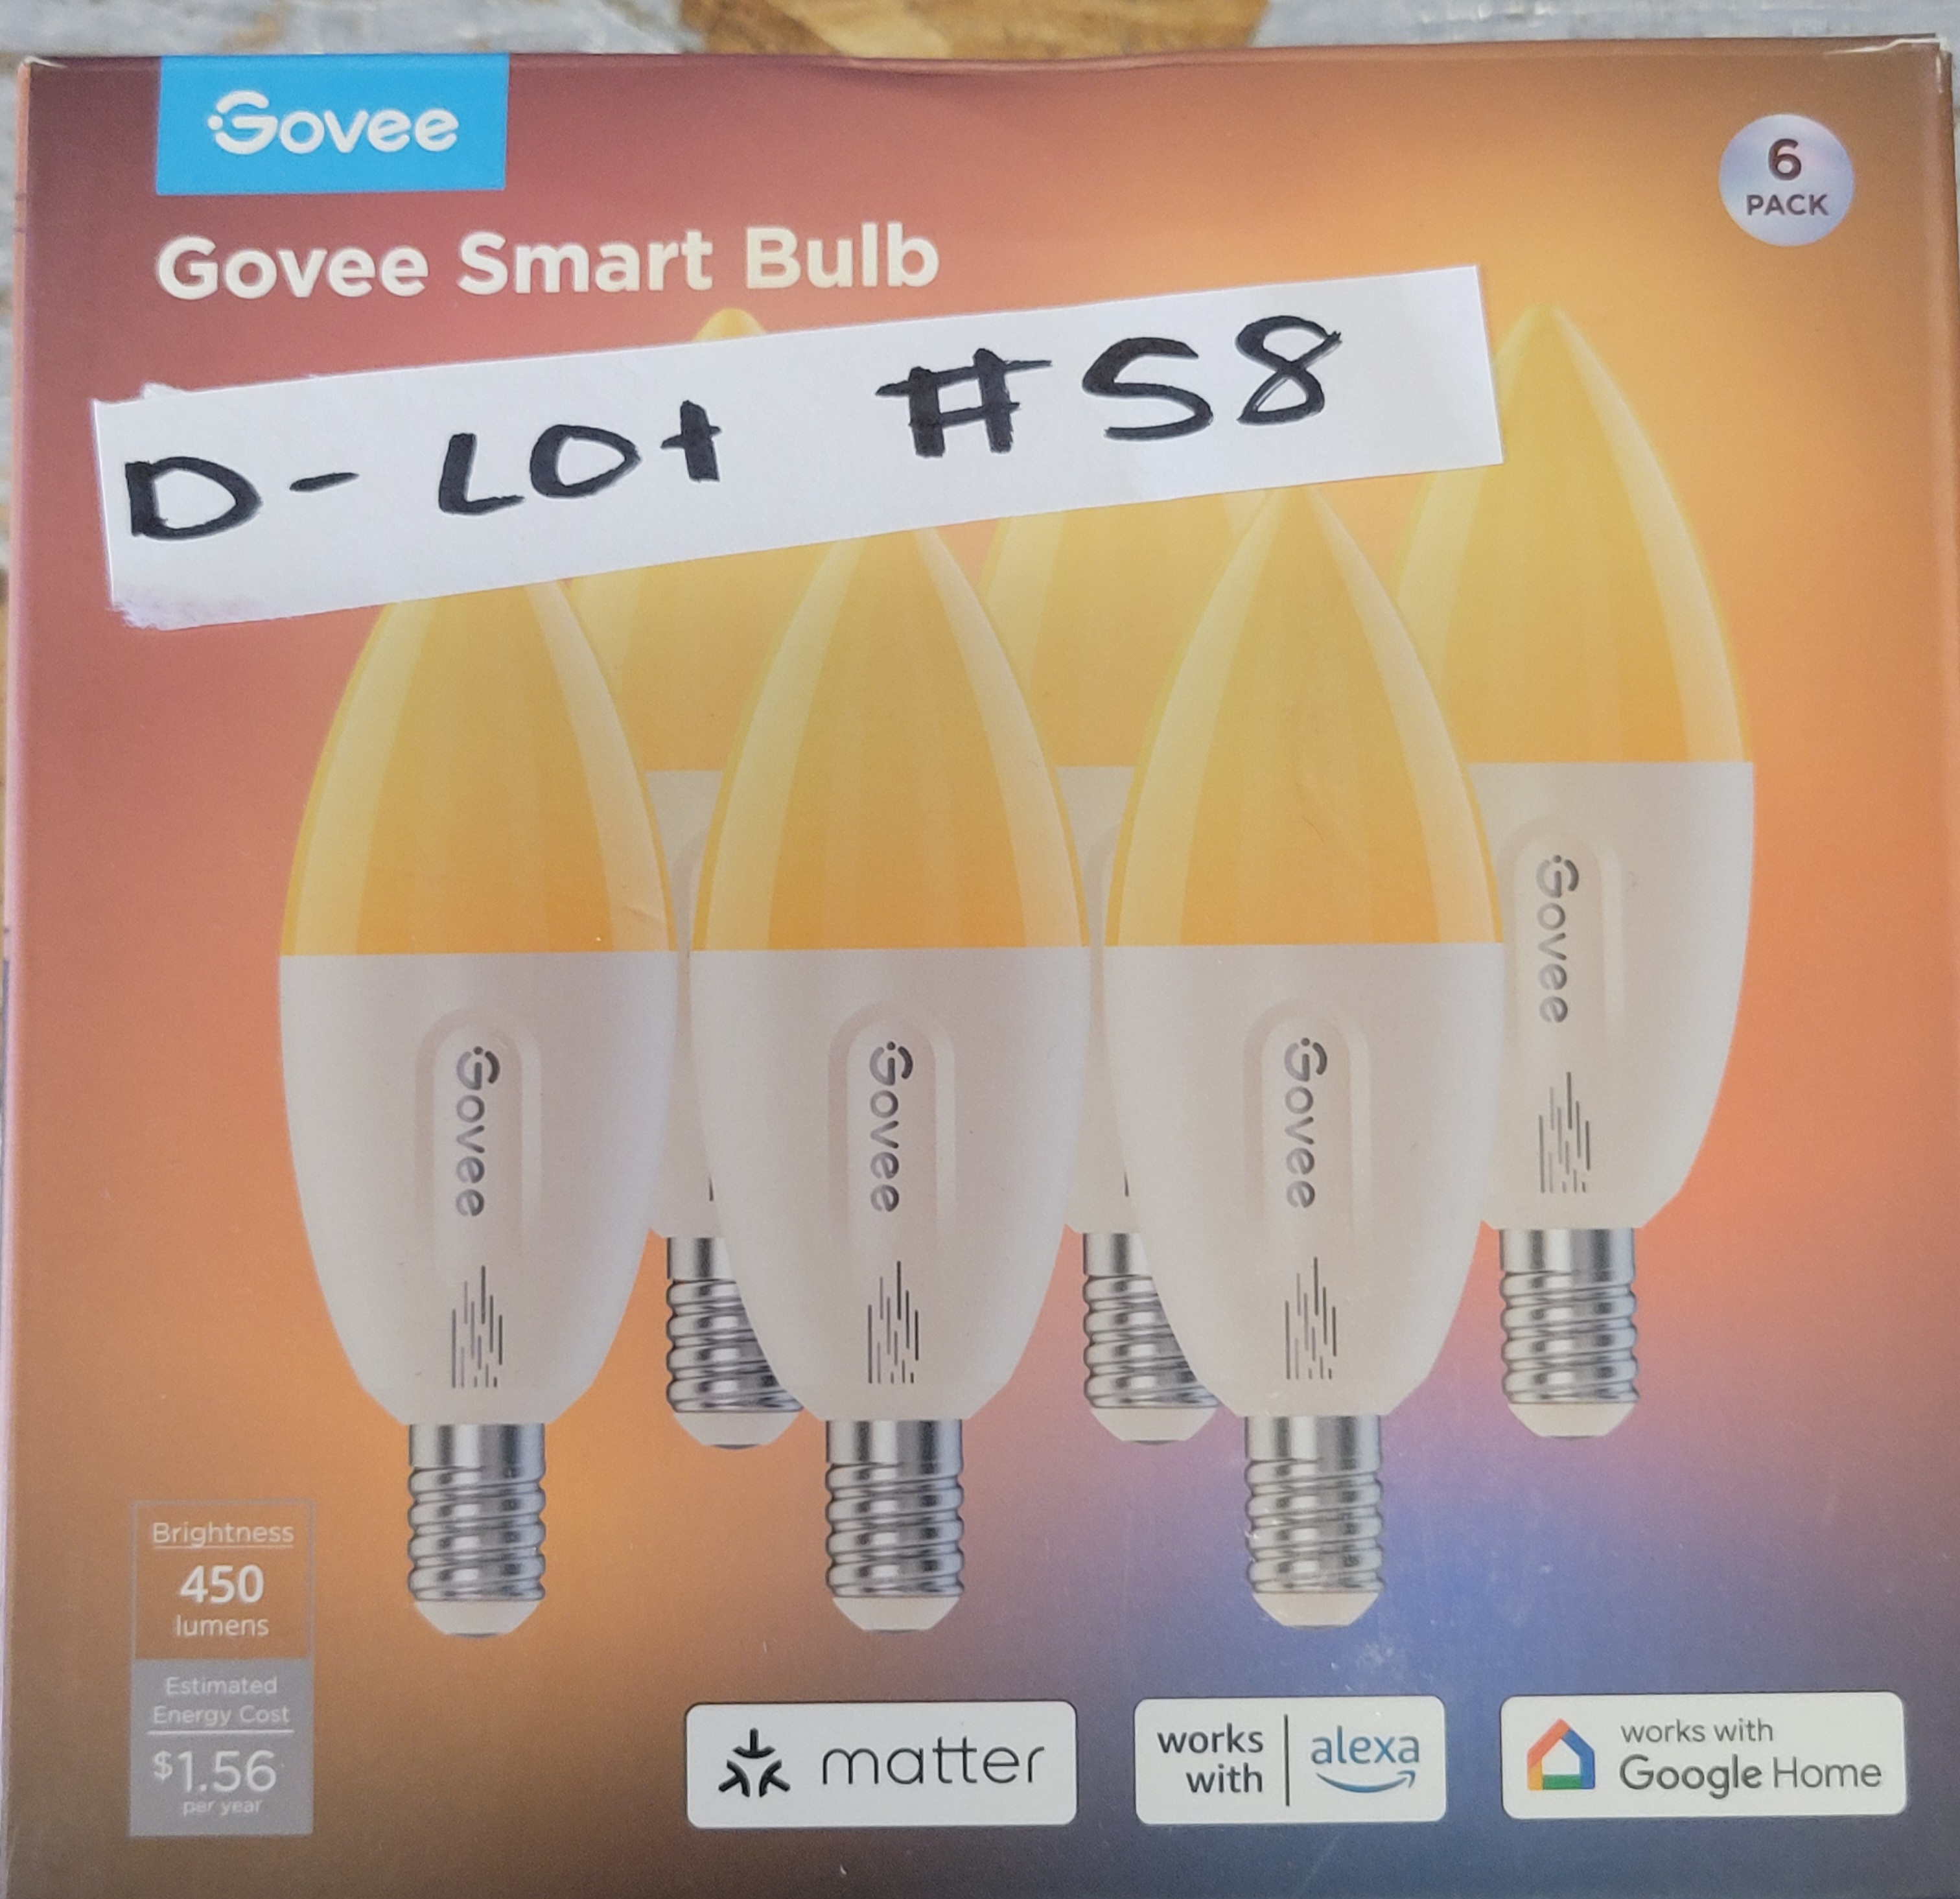 Govee
6
PACK
Govee Smart Bulb
D- LOt #58
Govee
Govee
Govee
Govee
Brightness
450
lumens
Estimated
Energy Cost
$1.56
per year
matter
works
with
alexa
works with
Google Home